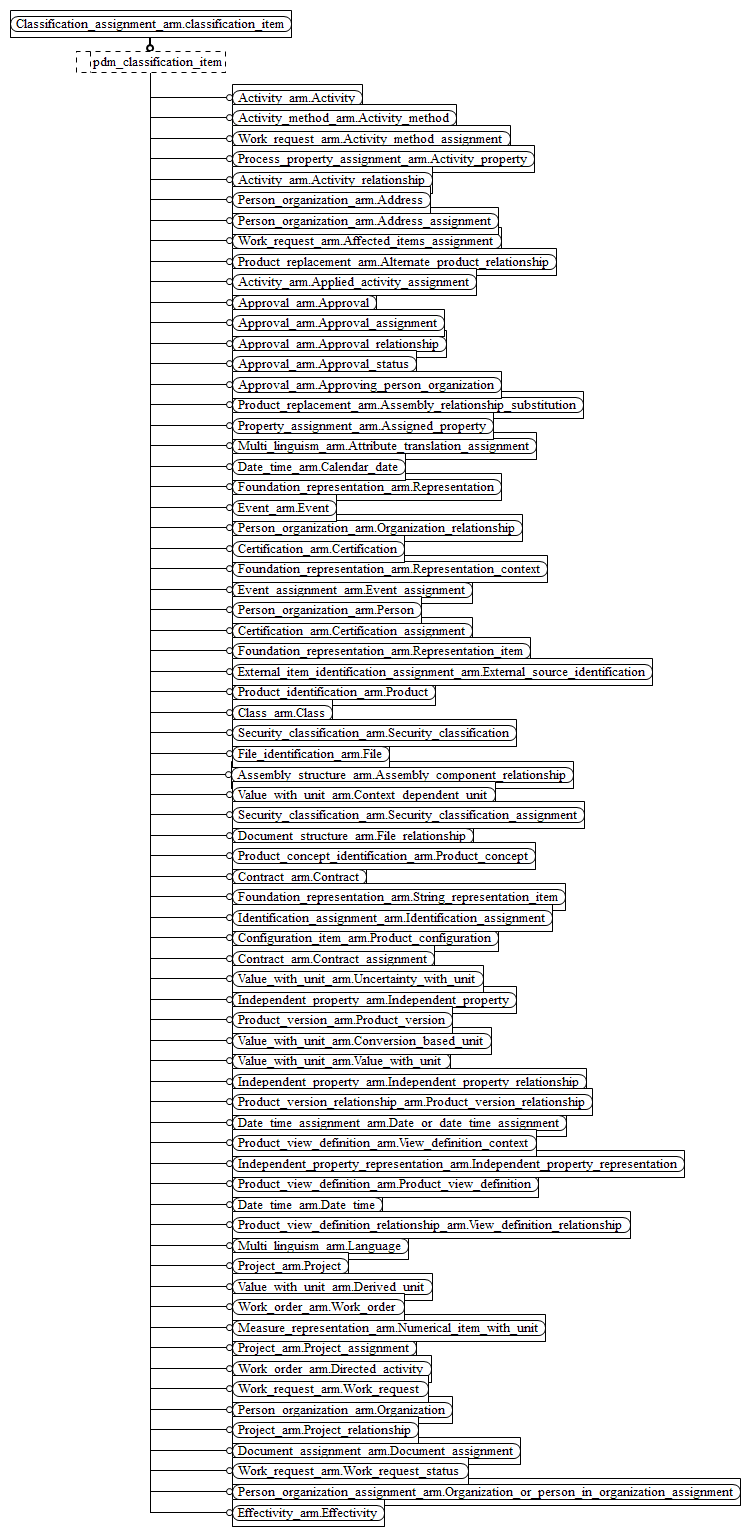 Classification_assignment_arm.classification_item
pdm_classification_item
Activity_arm.Activity
Activity_method_arm.Activity_method
Work_request_arm.Activity_method_assignment
Process_property_assignment_arm.Activity_property
Activity_arm.Activity_relationship
Person_organization_arm.Address
Person_organization_arm.Address_assignment
Work_request_arm.Affected_items_assignment
Product_replacement_arm.Alternate_product_relationship
Activity_arm.Applied_activity_assignment
Approval_arm.Approval
Approval_arm.Approval_assignment
Approval_arm.Approval_relationship
Approval_arm.Approval_status
Approval_arm.Approving_person_organization
Product_replacement_arm.Assembly_relationship_substitution
Property_assignment_arm.Assigned_property
Multi_linguism_arm.Attribute_translation_assignment
Date_time_arm.Calendar_date
Foundation_representation_arm.Representation
Event_arm.Event
Person_organization_arm.Organization_relationship
Certification_arm.Certification
Foundation_representation_arm.Representation_context
Event_assignment_arm.Event_assignment
Person_organization_arm.Person
Certification_arm.Certification_assignment
Foundation_representation_arm.Representation_item
External_item_identification_assignment_arm.External_source_identification
Product_identification_arm.Product
Class_arm.Class
Security_classification_arm.Security_classification
File_identification_arm.File
Assembly_structure_arm.Assembly_component_relationship
Value_with_unit_arm.Context_dependent_unit
Security_classification_arm.Security_classification_assignment
Document_structure_arm.File_relationship
Product_concept_identification_arm.Product_concept
Contract_arm.Contract
Foundation_representation_arm.String_representation_item
Identification_assignment_arm.Identification_assignment
Configuration_item_arm.Product_configuration
Contract_arm.Contract_assignment
Value_with_unit_arm.Uncertainty_with_unit
Independent_property_arm.Independent_property
Product_version_arm.Product_version
Value_with_unit_arm.Conversion_based_unit
Value_with_unit_arm.Value_with_unit
Independent_property_arm.Independent_property_relationship
Product_version_relationship_arm.Product_version_relationship
Date_time_assignment_arm.Date_or_date_time_assignment
Product_view_definition_arm.View_definition_context
Independent_property_representation_arm.Independent_property_representation
Product_view_definition_arm.Product_view_definition
Date_time_arm.Date_time
Product_view_definition_relationship_arm.View_definition_relationship
Multi_linguism_arm.Language
Project_arm.Project
Value_with_unit_arm.Derived_unit
Work_order_arm.Work_order
Measure_representation_arm.Numerical_item_with_unit
Project_arm.Project_assignment
Work_order_arm.Directed_activity
Work_request_arm.Work_request
Person_organization_arm.Organization
Project_arm.Project_relationship
Document_assignment_arm.Document_assignment
Work_request_arm.Work_request_status
Person_organization_assignment_arm.Organization_or_person_in_organization_assignment
Effectivity_arm.Effectivity